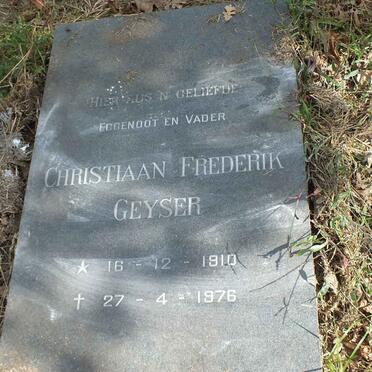 HIER RUS 'N GELIEFDE
EGGENOOT EN VADER
CHRISTIAAN FREDERIK
GEYSER
★ 16 - 12 - 1910
† 27 - 4 - 1976